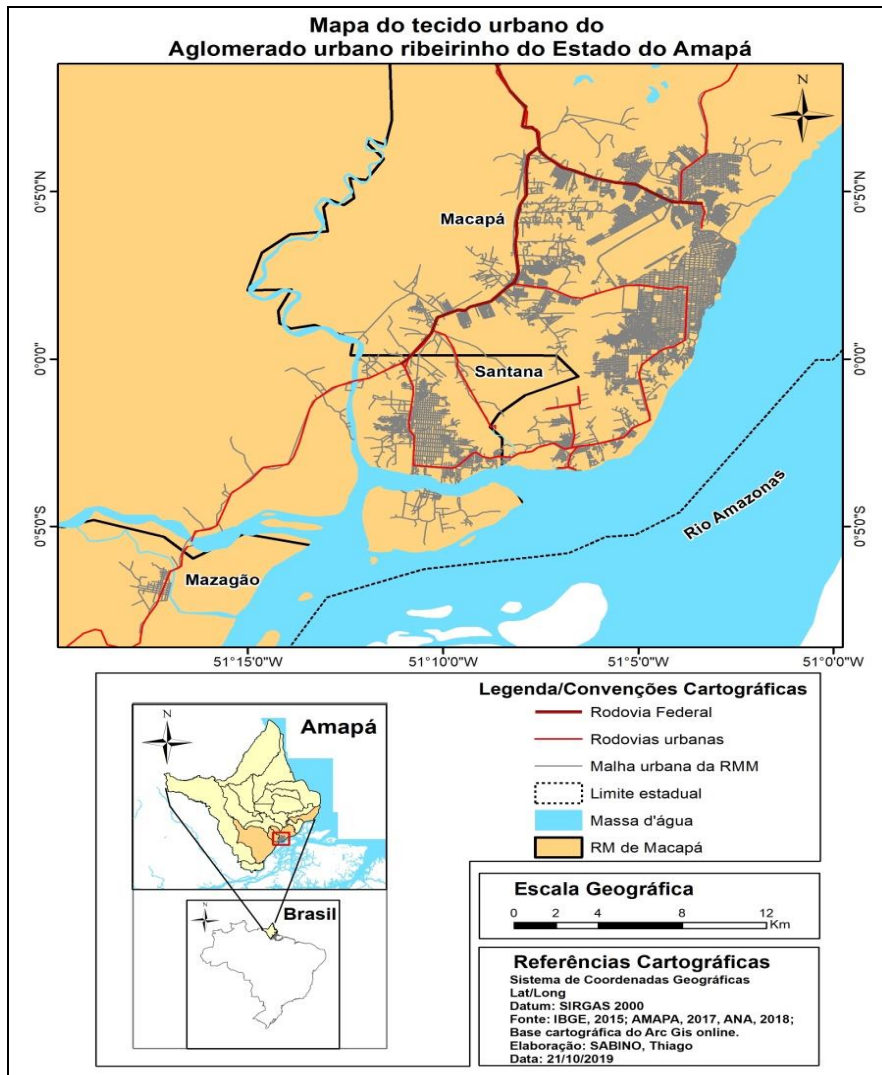 Mapa do tecido urbano do
Aglomerado urbano ribeirinho do Estado do Amapá
N
0°5'0"N
0°5'0"N
Macapá
0°0'0"
0°0'0"
Santana
Rio Amazonas
0°5'0"S
0°5'0"S
Mazagão
51°15'0"W
51°10'0"W
51°5'0"W
51°0'0"W
Legenda/Convenções Cartográficas
Rodovia Federal
Rodovias urbanas
Malha urbana da RMM
Limite estadual
Massa d'água
RM de Macapá
N
Amapá
N
Brasil
Escala Geográfica
0 2 4 8 12
Km
Referências Cartográficas
Sistema de Coordenadas Geográficas
Lat/Long
Datum: SIRGAS 2000
Fonte: IBGE, 2015; AMAPA, 2017, ANA, 2018;
Base cartográfica do Arc Gis online.
Elaboração: SABINO, Thiago
Data: 21/10/2019